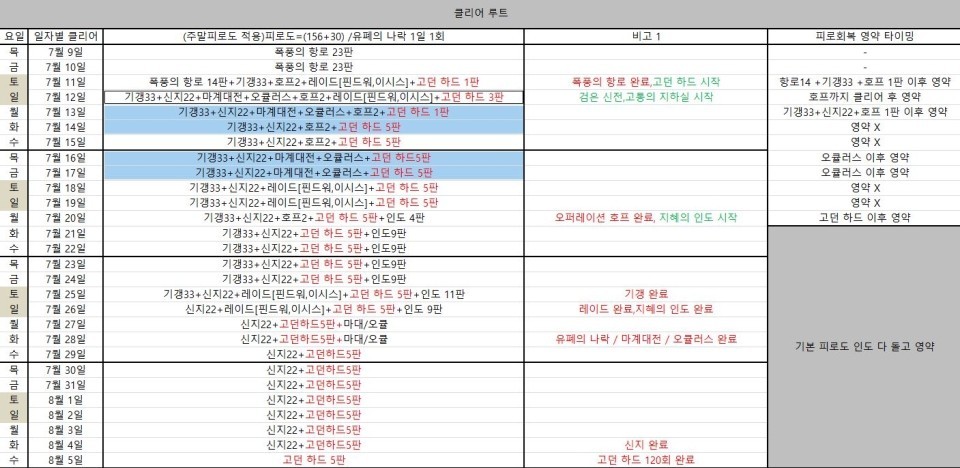 클리어 루트
요일 일자별 클리어 (주말피로도 적용)피로도=(156+30) /유폐의 나락 1일 1회 비고 1 피로회복 영약 타이밍
목 7월 9일 폭풍의 항로 23판 -
금 7월 10일 폭풍의 항로 23판 -
토 7월 11일 폭풍의 항로 14판+기갱33+호프2+레이드[핀드워,이시스]+고던 하드 1판 폭풍의 항로 완료,고던 하드 시작 항로14 +기갱33 +호프 1판 이후 영약
일 7월 12일 기갱33+신지22+마계대전+오큘러스+호프2+레이드[핀드워,이시스]+고던 하드 3판 검은 신전,고통의 지하실 시작 호프까지 클리어 후 영약
월 7월 13일 기갱33+신지22+마계대전+오큘러스+호프2+고던 하드 1판 기갱33+신지22+호프 1판 이후 영약
화 7월 14일 기갱33+신지22+호프2+고던 하드 5판 영약 X
수 7월 15일 기갱33+신지22+호프2+고던 하드 5판 영약 X
목 7월 16일 기갱33+신지22+마계대전+오큘러스+고던 하드5판 오큘러스 이후 영약
금 7월 17일 기갱33+신지22+마계대전+오큘러스+고던 하드 5판 오큘러스 이후 영약
토 7월 18일 기갱33+신지22+레이드[핀드워,이시스]+고던 하드 5판 영약 X
일 7월 19일 기갱33+신지22+레이드[핀드워,이시스]+고던 하드 5판 영약 X
월 7월 20일 기갱33+신지22+호프2+고던 하드 5판+인도 4판 오퍼레이션 호프 완료, 지혜의 인도 시작 고던 하드 이후 영약
화 7월 21일 기갱33+신지22+고던 하드 5판+인도9판
수 7월 22일 기갱33+신지22+고던 하드 5판+인도9판
목 7월 23일 기갱33+신지22+고던 하드 5판+인도9판
금 7월 24일 기갱33+신지22+고던 하드 5판+인도9판
토 7월 25일 기갱33+신지22+레이드[핀드워,이시스]+고던 하드 5판+인도 11판 기갱 완료
일 7월 26일 신지22+레이드[핀드워,이시스]+고던 하드 5판+인도 9판 레이드 완료,지혜의 인도 완료
월 7월 27일 신지22+고던하드5판+마대/오큘
화 7월 28일 신지22+고던하드5판+마대/오큘 유폐의 나락 / 마계대전 / 오큘러스 완료
수 7월 29일 신지22+고던하드5판
기본 피로도 인도 다 돌고 영약
목 7월 30일 신지22+고던하드5판
금 7월 31일 신지22+고던하드5판
토 8월 1일 신지22+고던하드5판
일 8월 2일 신지22+고던하드5판
월 8월 3일 신지22+고던하드5판
화 8월 4일 신지22+고던하드5판 신지 완료
수 8월 5일 고던 하드 5판 고던 하드 120회 완료